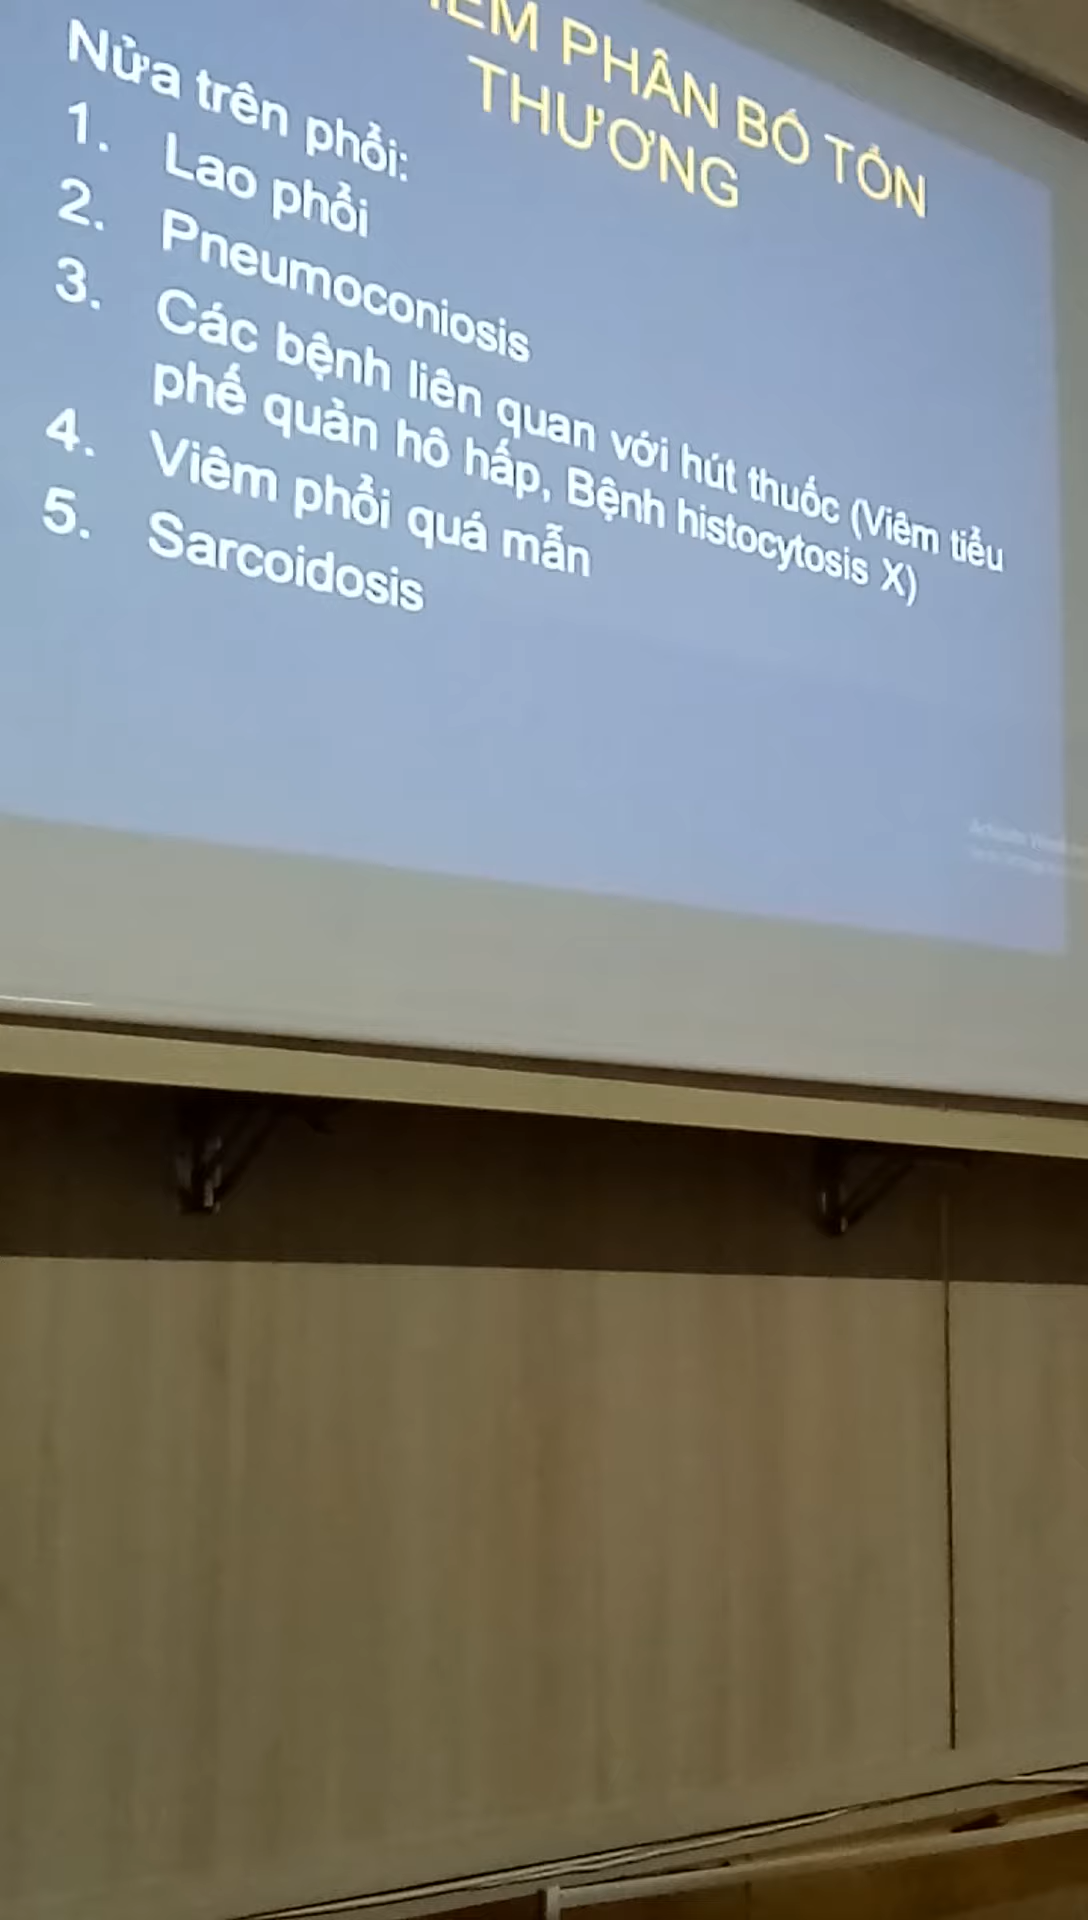 PHÂN BỐ TỔN
THƯƠNG
Nửa trên phổi:
1. Lao phổi
2. Pneumoconiosis
3. Các bệnh liên quan với hút thuốc (Viêm tiểu
phế quản hô hấp, Bệnh histocytosis X)
4. Viêm phổi quá mẫn
5. Sarcoidosis